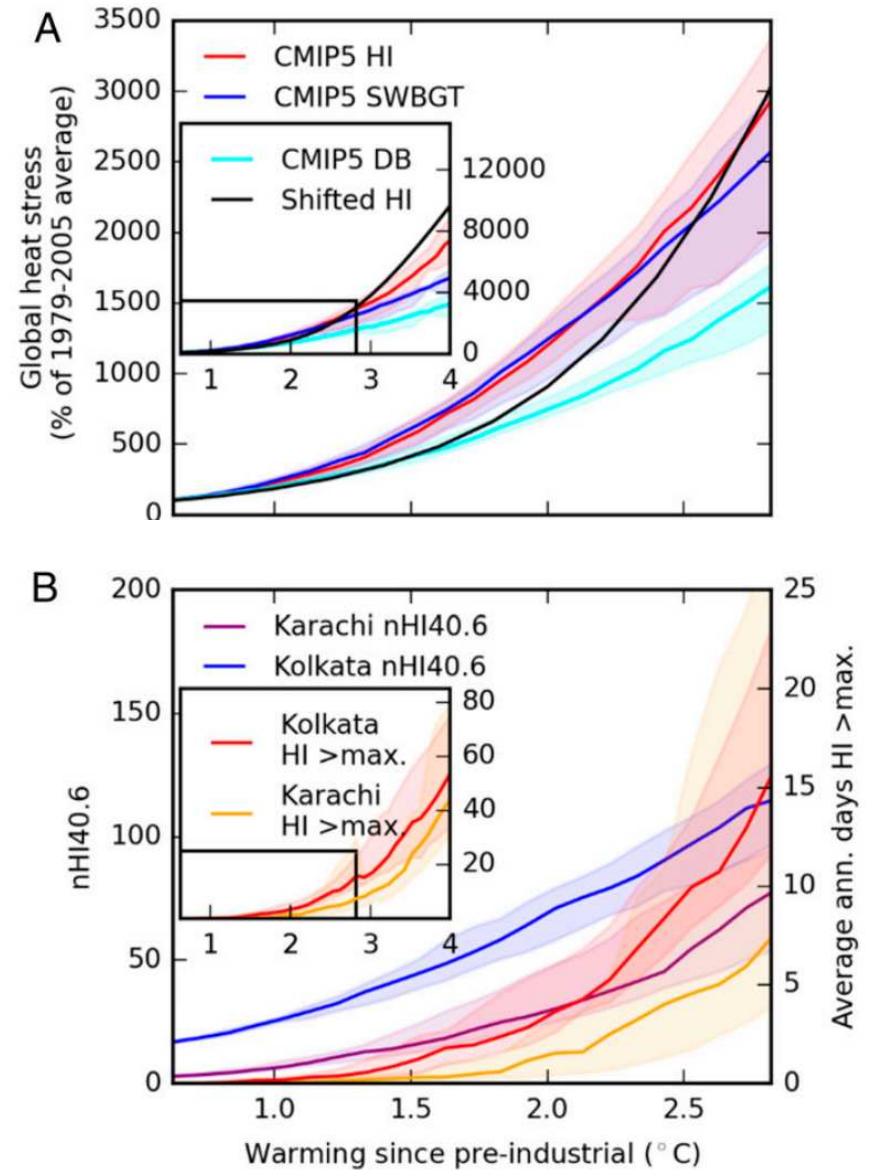 A
3500
3000
2500
2000
1500
1000
500
0
Global heat stress
(% of 1979-2005 average)
CMIP5 HI
CMIP5 SWBGT
CMIP5 DB
Shifted HI
12000
8000
4000
0
1 2 3 4
B
200
150
100
50
0
nHI40.6
Karachi nHI40.6
Kolkata nHI40.6
Kolkata
HI >max.
Karachi
HI >max.
80
60
40
20
1 2 3 4
25
20
15
10
5
0
Average ann. days HI >max.
1.0 1.5 2.0 2.5
Warming since pre-industrial (°C)